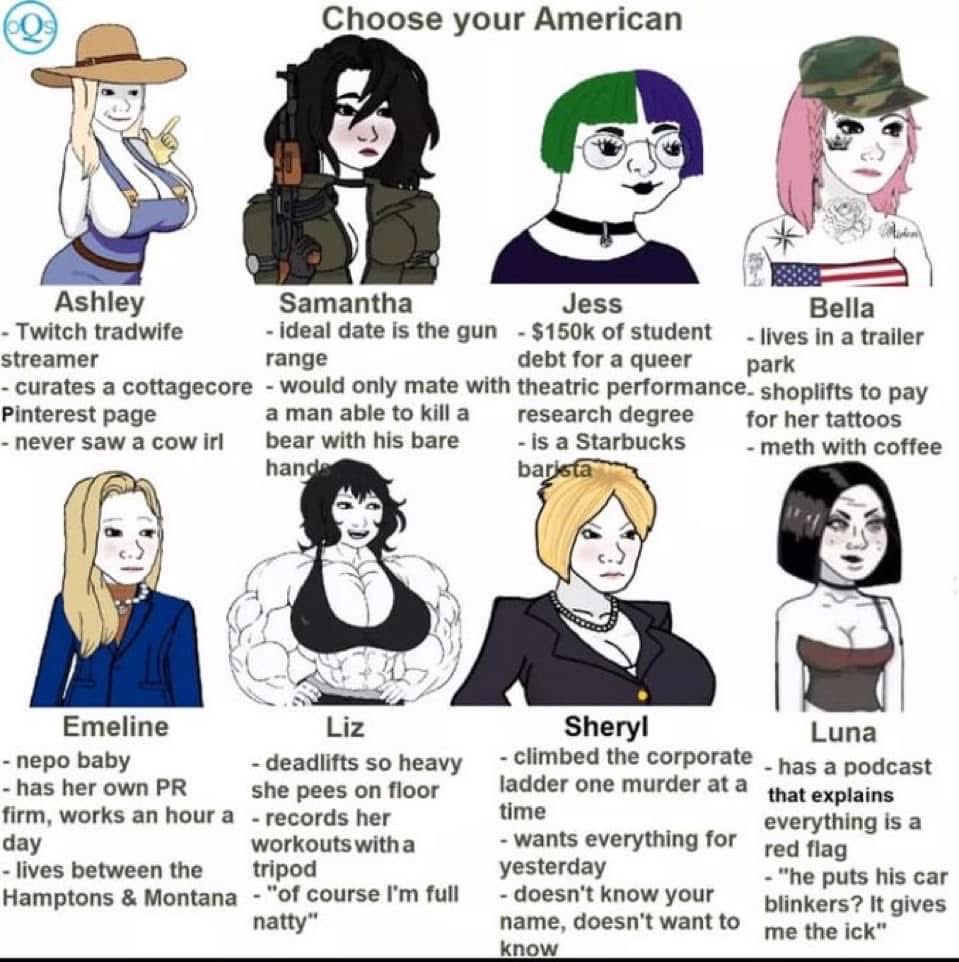 oQs
Choose your American
Ashley
- Twitch tradwife
streamer
- curates a cottagecore
Pinterest page
- never saw a cow irl
Samantha
- ideal date is the gun
range
- would only mate with
a man able to kill a
bear with his bare
hands
Jess
- $150k of student
debt for a queer
theatric performance
research degree
- is a Starbucks
barista
Bella
- lives in a trailer
park
- shoplifts to pay
for her tattoos
- meth with coffee
Emeline
- nepo baby
- has her own PR
firm, works an hour a
day
- lives between the
Hamptons & Montana
Liz
- deadlifts so heavy
she pees on floor
- records her
workouts with a
tripod
- "of course I'm full
natty"
Sheryl
- climbed the corporate
ladder one murder at a
time
- wants everything for
yesterday
- doesn't know your
name, doesn't want to
know
Luna
- has a podcast
that explains
everything is a
red flag
- "he puts his car
blinkers? It gives
me the ick"